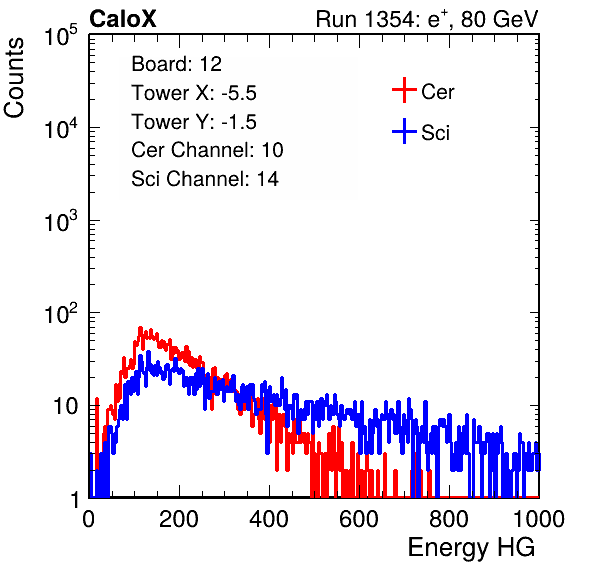 CaloX Run 1354: e⁺, 80 GeV
Counts
Board: 12
Tower X: -5.5
Tower Y: -1.5
Cer Channel: 10
Sci Channel: 14
Cer
Sci
10⁵
10⁴
10³
10²
10
1
0 200 400 600 800 1000
Energy HG